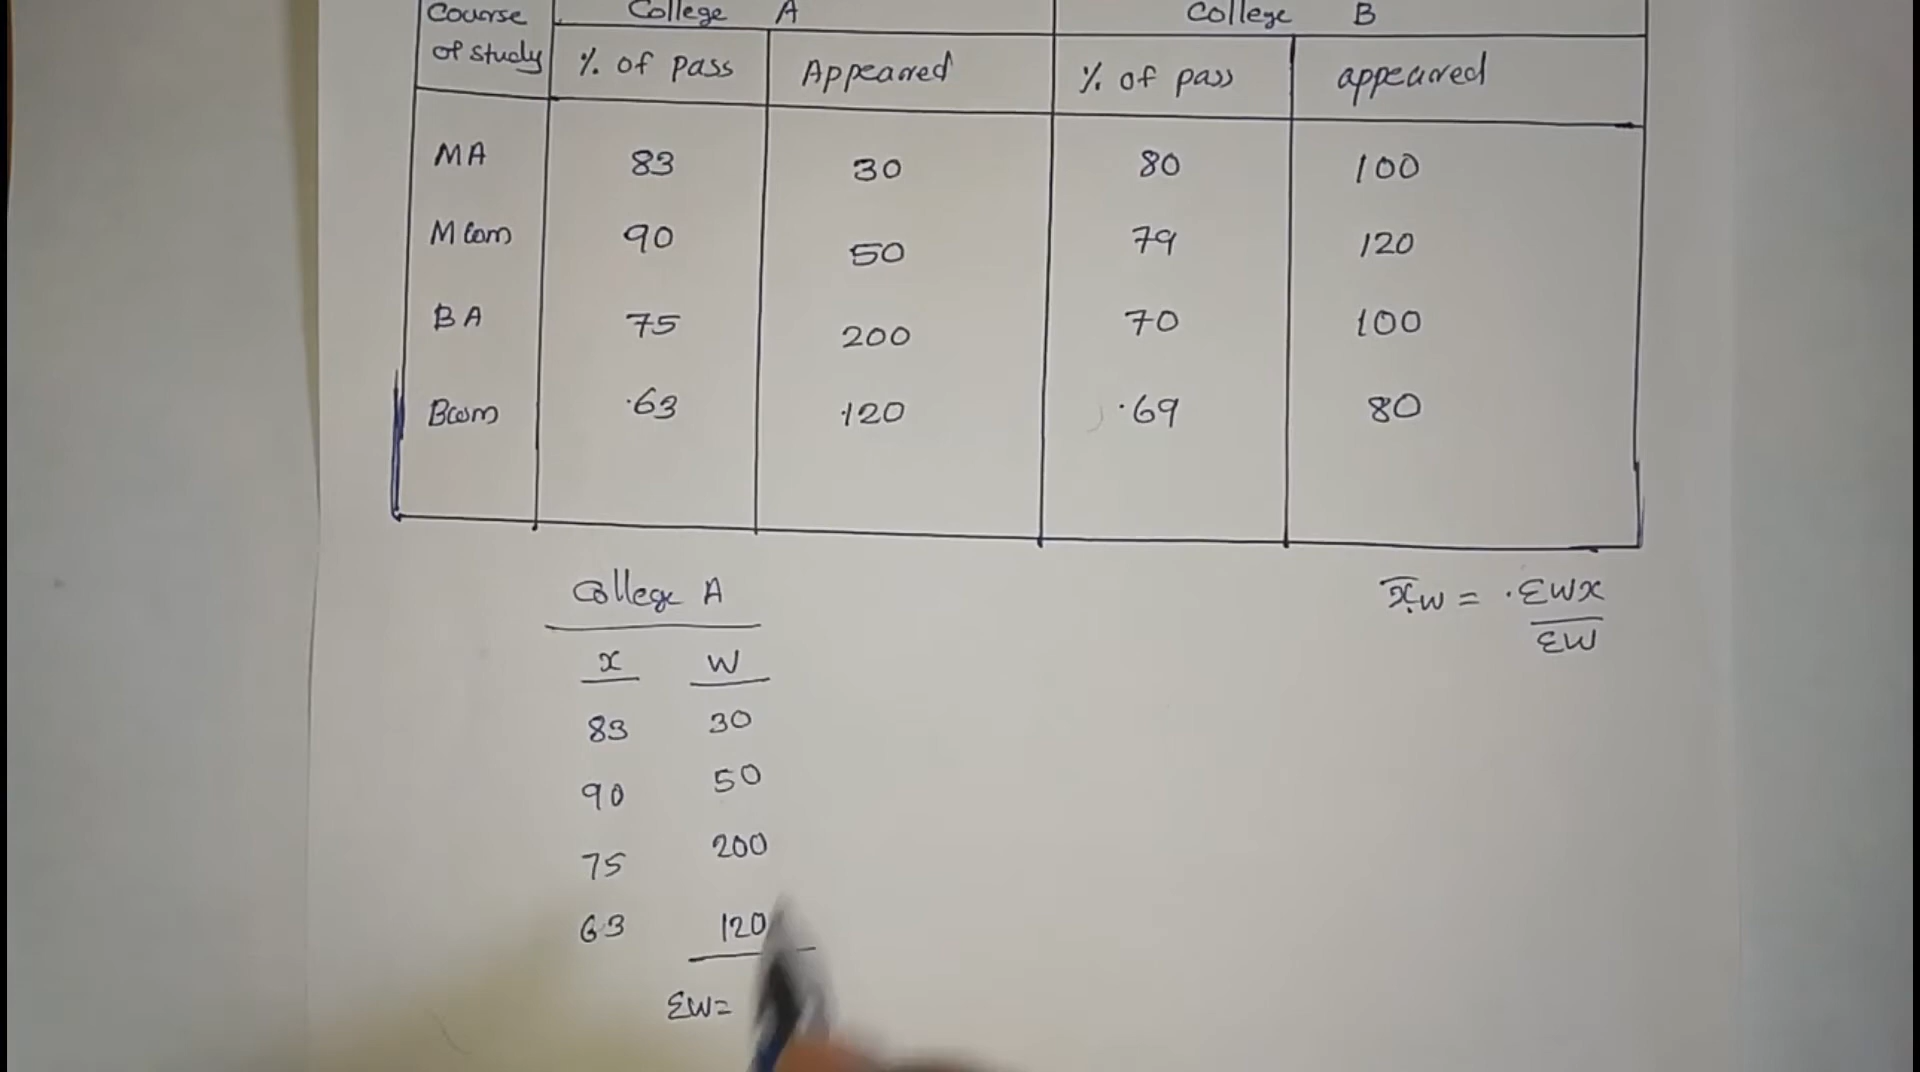 Course College A College B
of study % of pass Appeared % of pass appeared
MA 83 30 80 100
M Com 90 50 79 120
BA 75 200 70 100
Bcom 63 120 69 80
College A
x̄w = ΣWx
ΣW
x W
83 30
90 50
75 200
63 120
ΣW=